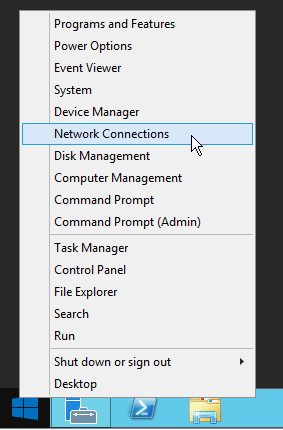 Programs and Features
Power Options
Event Viewer
System
Device Manager
Network Connections
Disk Management
Computer Management
Command Prompt
Command Prompt (Admin)
Task Manager
Control Panel
File Explorer
Search
Run
Shut down or sign out
Desktop